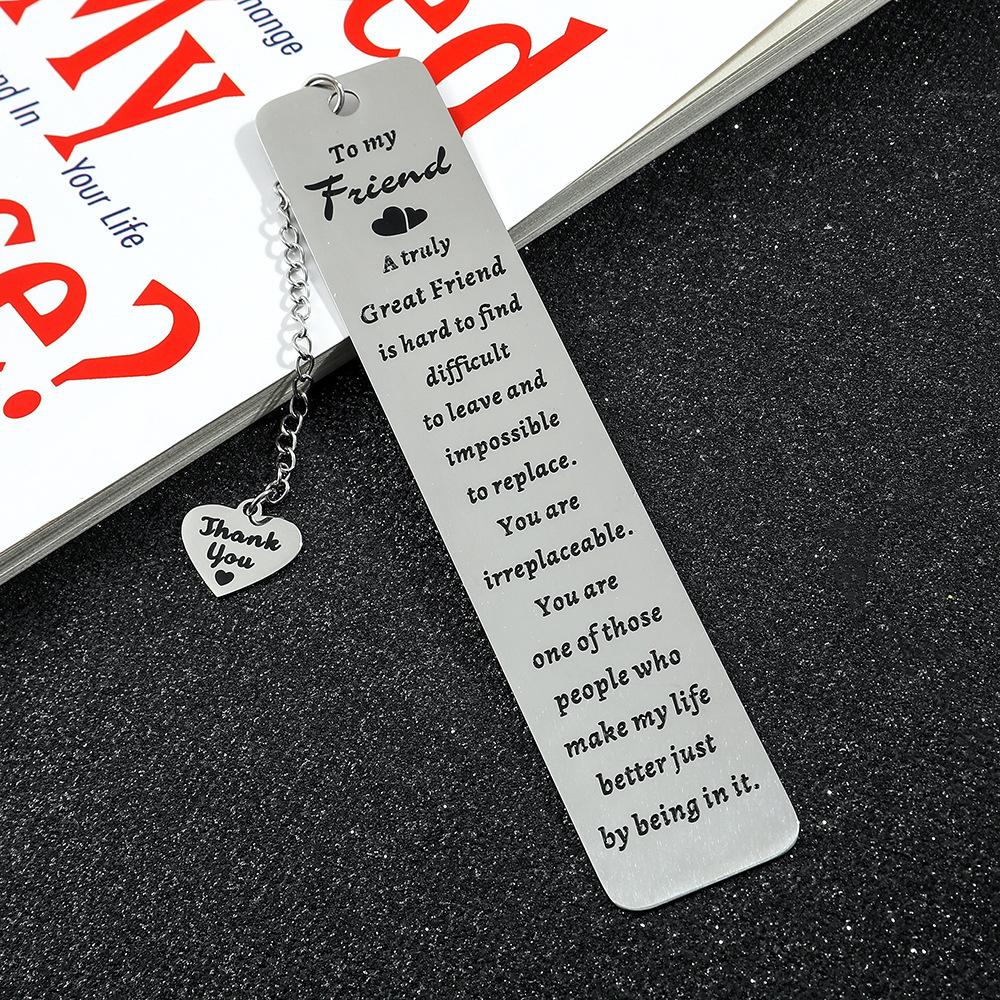 My
ed
hange
nd In
Your Life
se?
To my
Friend
A truly
Great Friend
is hard to find
difficult
to leave and
impossible
to replace.
You are
irreplaceable.
You are
one of those
people who
make my life
better just
by being in it.
Thank
You